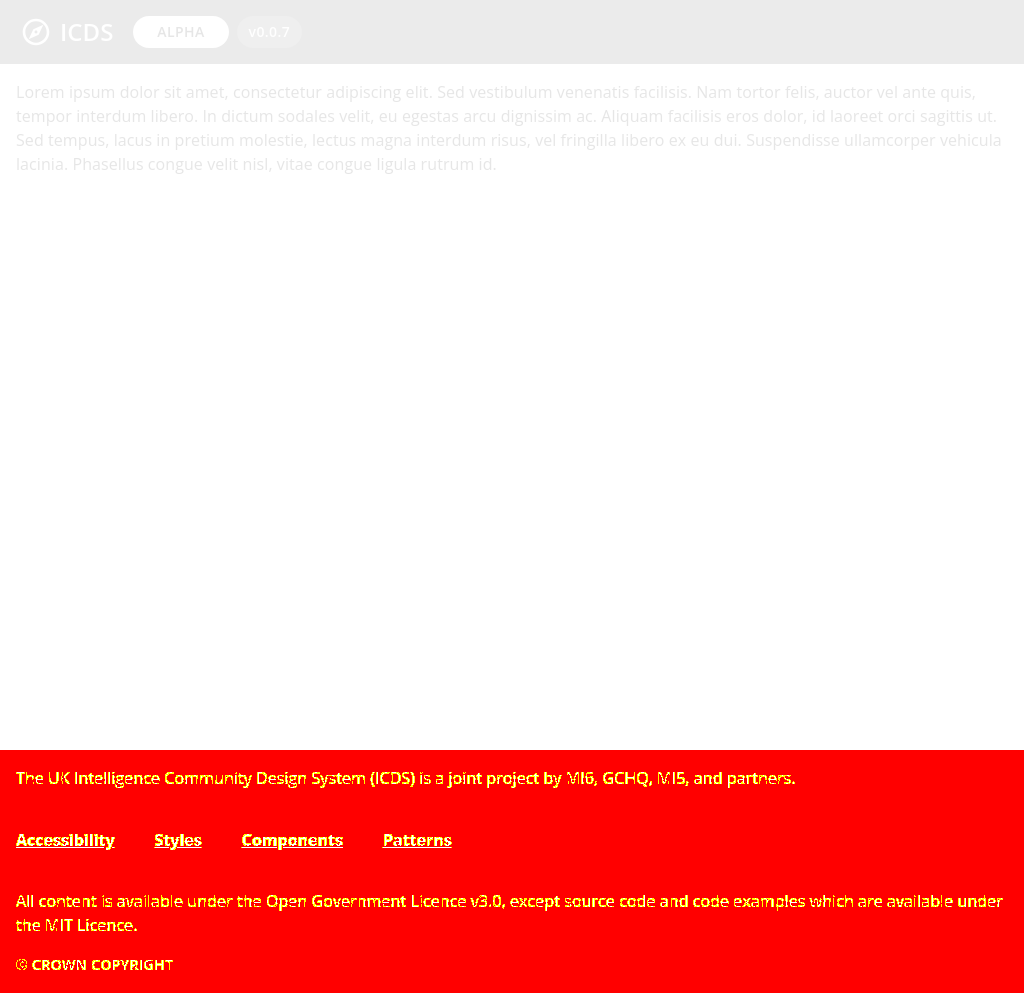 ICDS ALPHA v0.0.7
Lorem ipsum dolor sit amet, consectetur adipiscing elit. Sed vestibulum venenatis facilisis. Nam tortor felis, auctor vel ante quis,
tempor interdum libero. In dictum sodales velit, eu egestas arcu dignissim ac. Aliquam facilisis eros dolor, id laoreet orci sagittis ut.
Sed tempus, lacus in pretium molestie, lectus magna interdum risus, vel fringilla libero ex eu dui. Suspendisse ullamcorper vehicula
lacinia. Phasellus congue velit nisl, vitae congue ligula rutrum id.
The UK Intelligence Community Design System (ICDS) is a joint project by MI6, GCHQ, MI5, and partners.
Accessibility Styles Components Patterns
All content is available under the Open Government Licence v3.0, except source code and code examples which are available under
the MIT Licence.
© CROWN COPYRIGHT